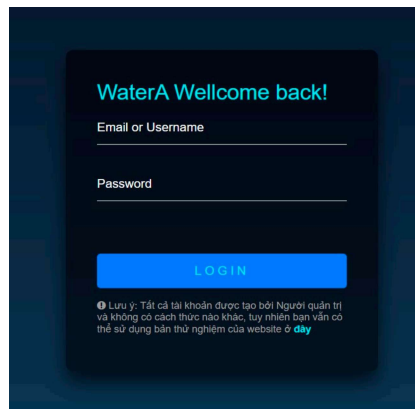 WaterA Wellcome back!
Email or Username
Password
LOGIN
Lưu ý: Tất cả tài khoản được tạo bởi Người quản trị
và không có cách thức nào khác, tuy nhiên bạn vẫn có
thể sử dụng bản thử nghiệm của website ở đây